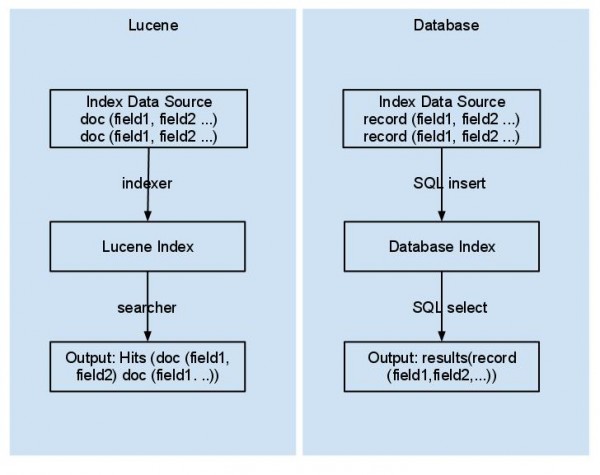 Lucene
Index Data Source
doc (field1, field2 ...)
doc (field1, field2 ...)
indexer
Lucene Index
searcher
Output: Hits (doc (field1,
field2) doc (field1. ..))
Database
Index Data Source
record (field1, field2 ...)
record (field1, field2 ...)
SQL insert
Database Index
SQL select
Output: results(record
(field1,field2,...))